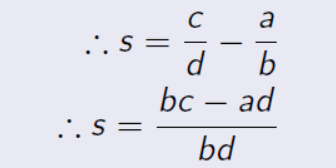 ∴ s = c/d − a/b
∴ s = (bc − ad)/bd